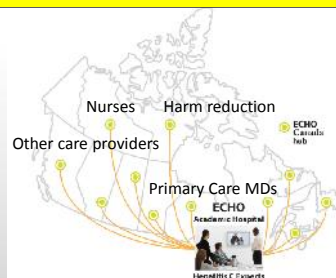 Nurses Harm reduction
ECHO
Canada
hub
Other care providers
Primary Care MDs
ECHO
Academic Hospital
Hepatitis C Experts